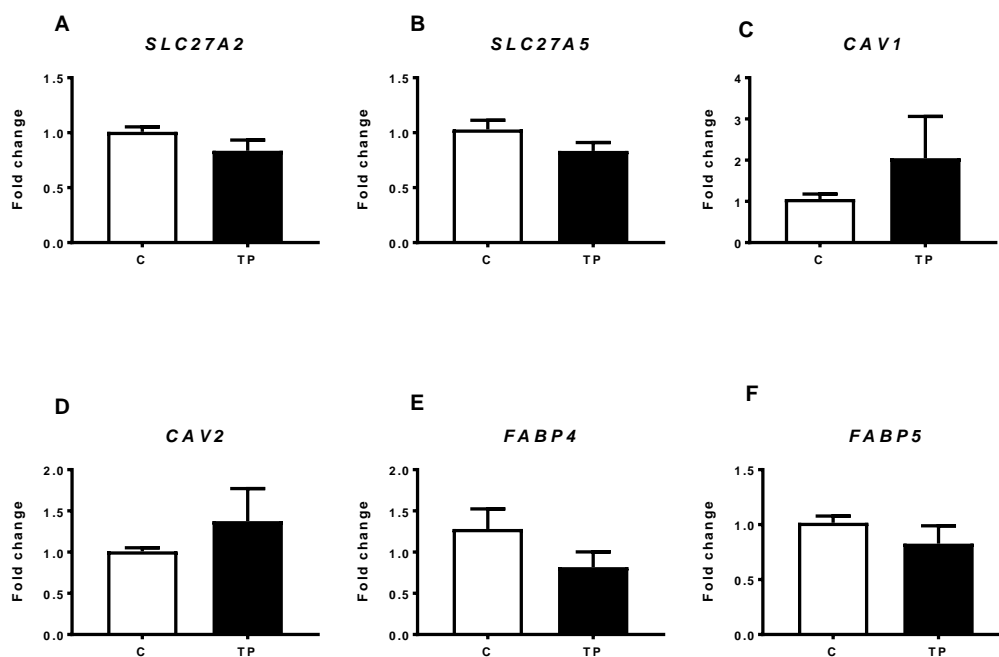 A
SLC27A2
Fold change
1.5
1.0
0.5
0.0
C
TP
B
SLC27A5
Fold change
1.5
1.0
0.5
0.0
C
TP
C
CAV1
Fold change
4
3
2
1
0
C
TP
D
CAV2
Fold change
2.0
1.5
1.0
0.5
0.0
C
TP
E
FABP4
Fold change
2.0
1.5
1.0
0.5
0.0
C
TP
F
FABP5
Fold change
1.5
1.0
0.5
0.0
C
TP